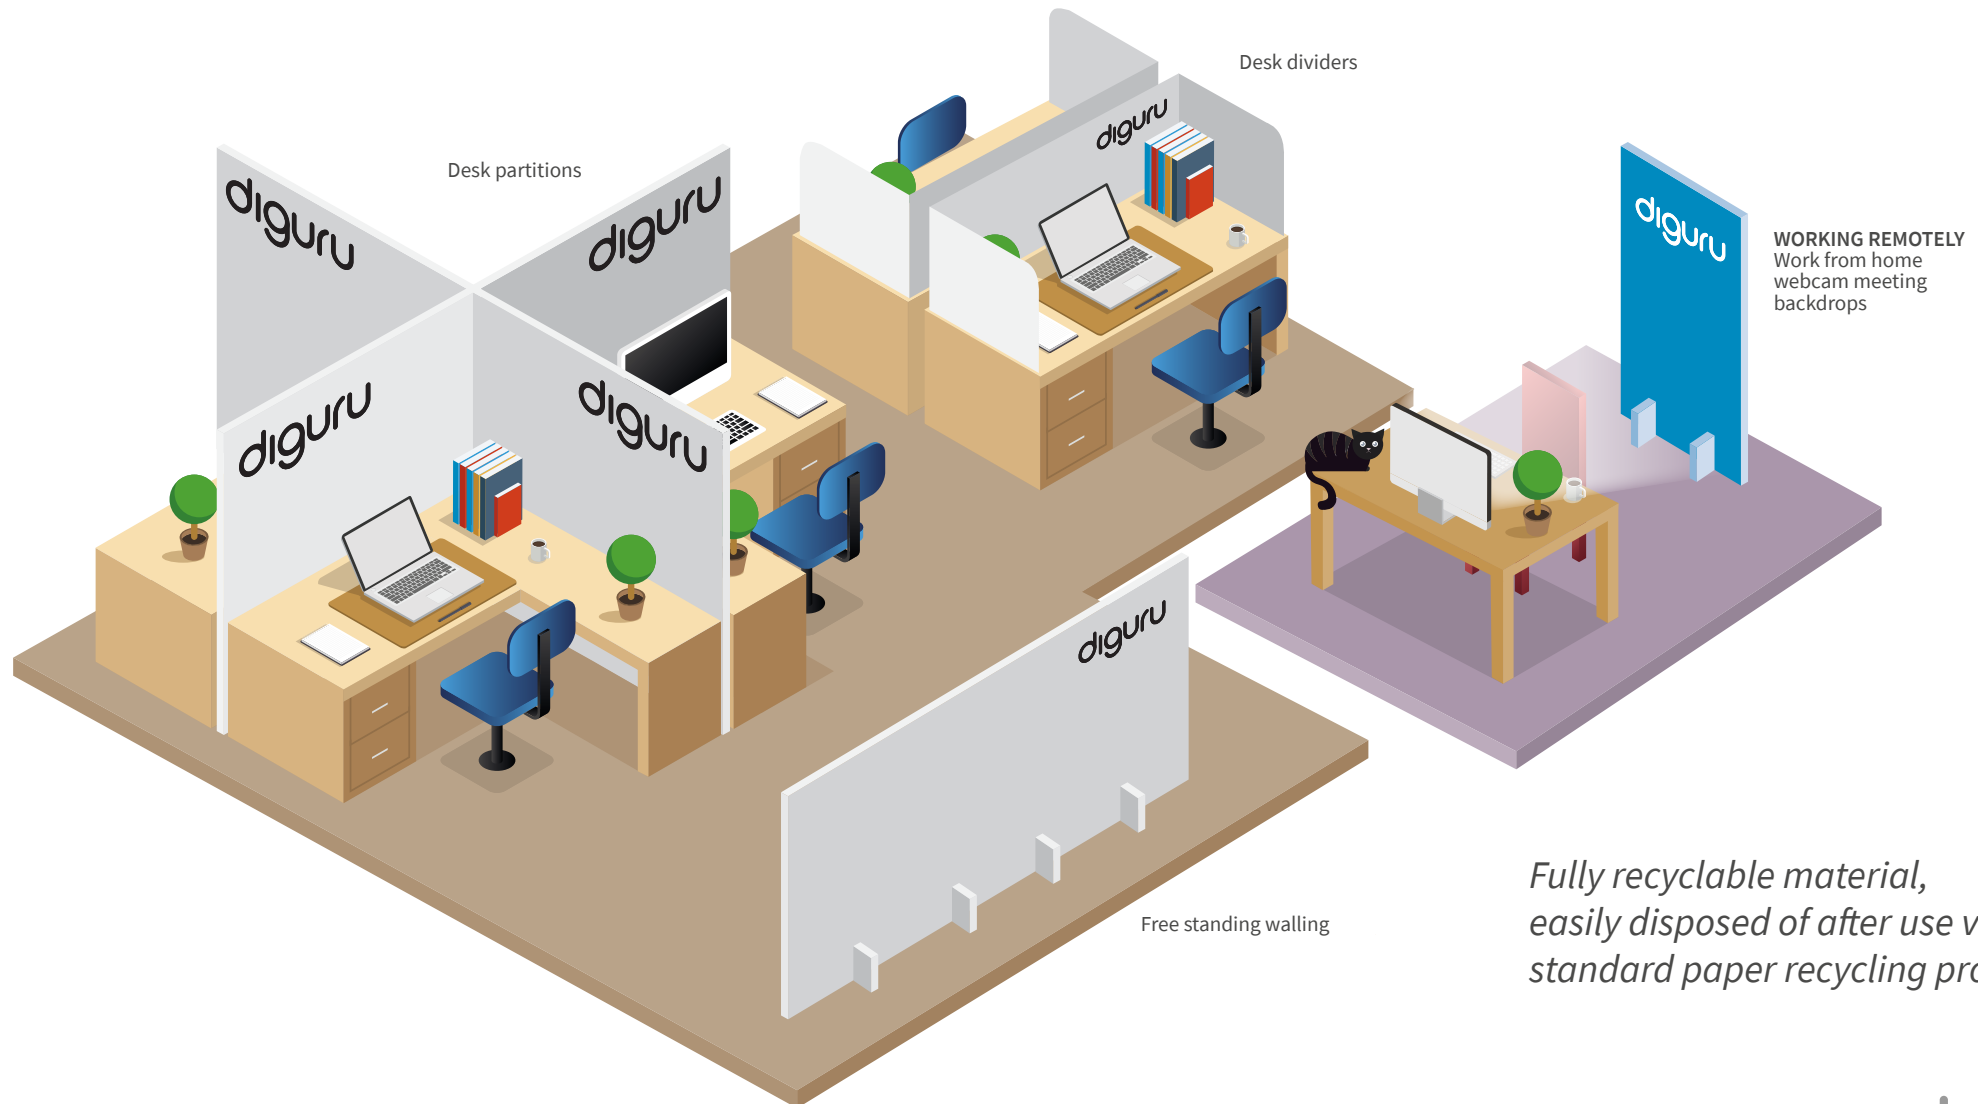 Desk dividers
diguru
Desk partitions
diguru
diguru
diguru
WORKING REMOTELY
Work from home
webcam meeting
backdrops
diguru
diguru
diguru
Free standing walling
Fully recyclable material,
easily disposed of after use
standard paper recycling